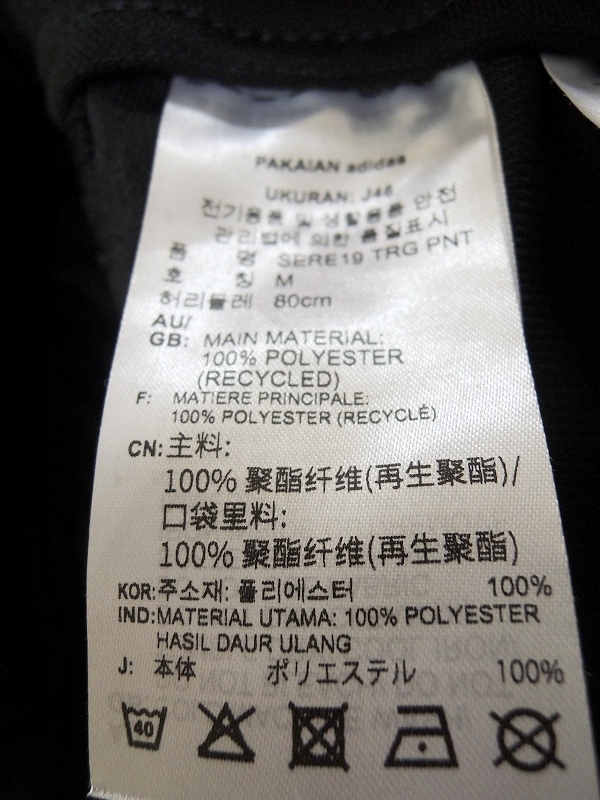 PAKAIAN adidas
UKURAN: J46
전기용품 및 생활용품 안전
관리법에 의한 품질표시
품 명 SERE19 TRG PNT
호 칭 M
허리둘레 80cm
AU/
GB: MAIN MATERIAL:
100% POLYESTER
(RECYCLED)
F: MATIERE PRINCIPALE:
100% POLYESTER (RECYCLÉ)
CN: 主料:
100% 聚酯纤维(再生聚酯)/
口袋里料:
100% 聚酯纤维(再生聚酯)
KOR: 주소재: 폴리에스터 100%
IND: MATERIAL UTAMA: 100% POLYESTER
HASIL DAUR ULANG
J: 本体 ポリエステル 100%
40